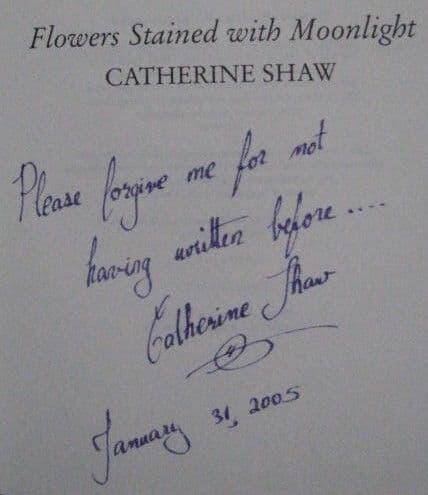 Flowers Stained with Moonlight
CATHERINE SHAW
Please forgive me for not
having written before ....
Catherine Shaw
January 31, 2005